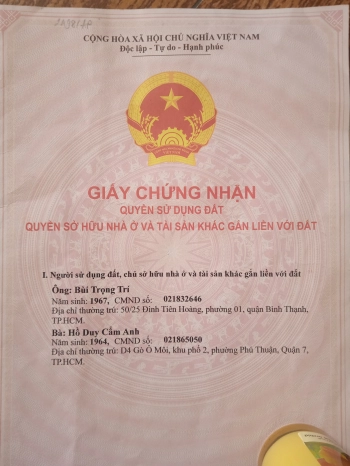 CỘNG HÒA XÃ HỘI CHỦ NGHĨA VIỆT NAM
Độc lập - Tự do - Hạnh phúc
GIẤY CHỨNG NHẬN
QUYỀN SỬ DỤNG ĐẤT
QUYỀN SỞ HỮU NHÀ Ở VÀ TÀI SẢN KHÁC GẮN LIỀN VỚI ĐẤT
I. Người sử dụng đất, chủ sở hữu nhà ở và tài sản khác gắn liền với đất
Ông: Bùi Trọng Trí
Năm sinh: 1967, CMND số: 021832646
Địa chỉ thường trú: 50/25 Đinh Tiên Hoàng, phường 01, quận Bình Thạnh,
TP.HCM.
Bà: Hồ Duy Cẩm Anh
Năm sinh: 1964, CMND số: 021865050
Địa chỉ thường trú: D4 Gò Ô Môi, khu phố 2, phường Phú Thuận, Quận 7,
TP.HCM.